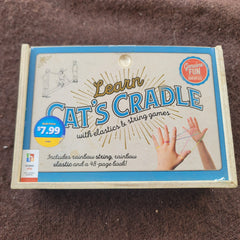 Learn
CAT'S CRADLE
with elastics & string games
FUN
$7.99
Includes rainbow string, rainbow
elastic and a 48-page book!